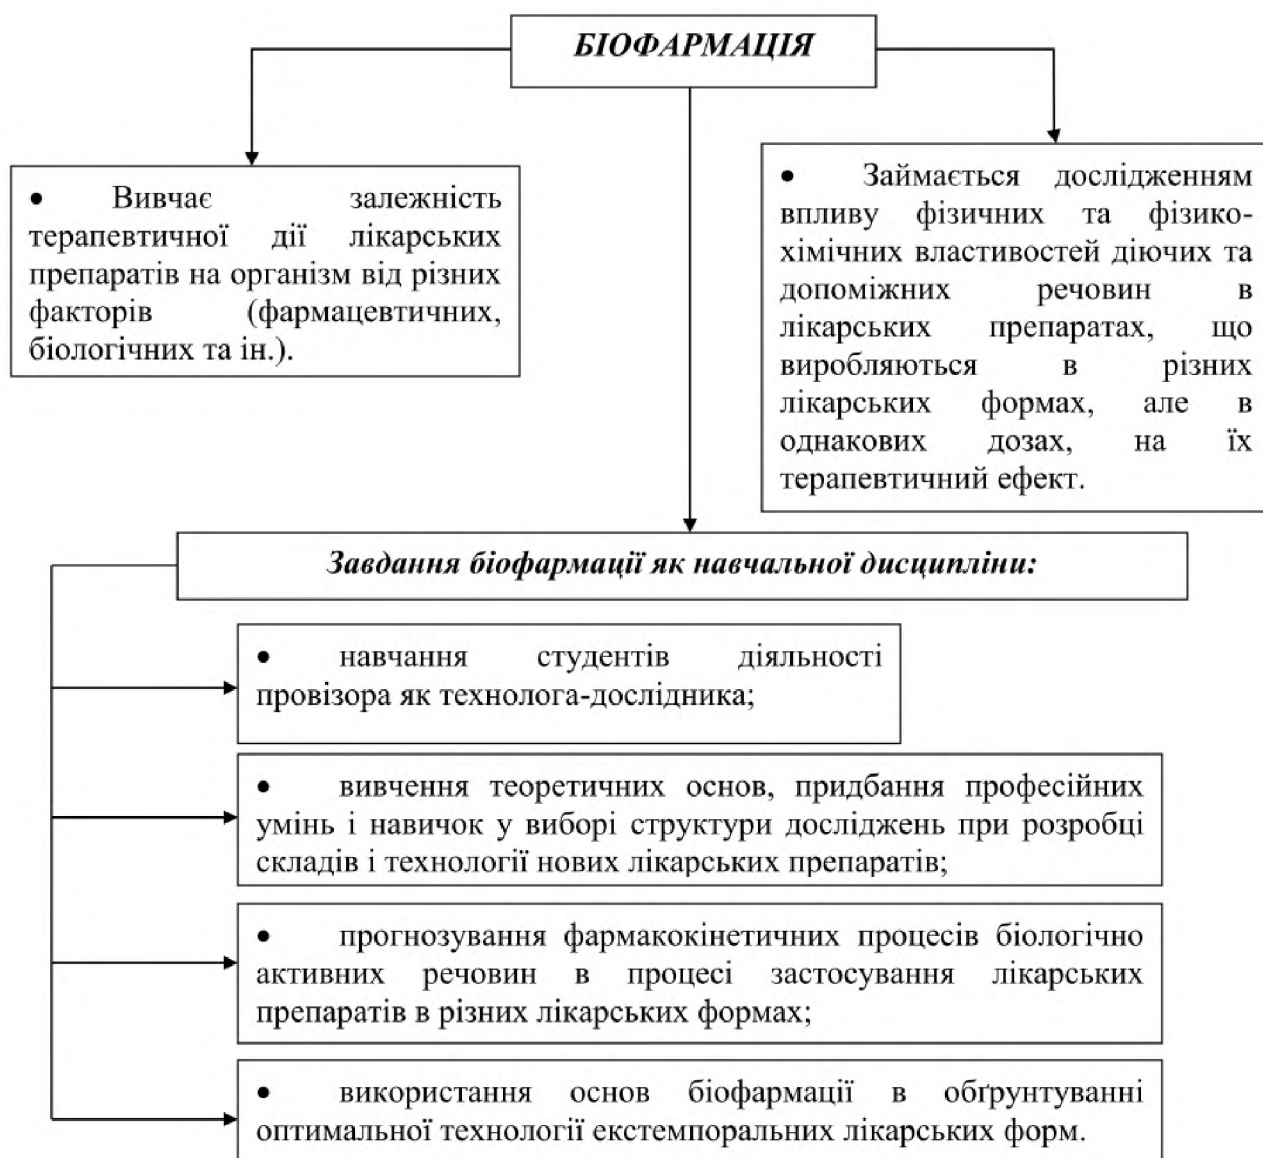 БІОФАРМАЦІЯ
• Вивчає залежність
терапевтичної дії лікарських
препаратів на організм від різних
факторів (фармацевтичних,
біологічних та ін.).
• Займається дослідженням
впливу фізичних та фізико-
хімічних властивостей діючих та
допоміжних речовин в
лікарських препаратах, що
виробляються в різних
лікарських формах, але в
однакових дозах, на їх
терапевтичний ефект.
Завдання біофармації як навчальної дисципліни:
• навчання студентів діяльності
провізора як технолога-дослідника;
• вивчення теоретичних основ, придбання професійних
умінь і навичок у виборі структури досліджень при розробці
складів і технології нових лікарських препаратів;
• прогнозування фармакокінетичних процесів біологічно
активних речовин в процесі застосування лікарських
препаратів в різних лікарських формах;
• використання основ біофармації в обґрунтуванні
оптимальної технології екстемпоральних лікарських форм.